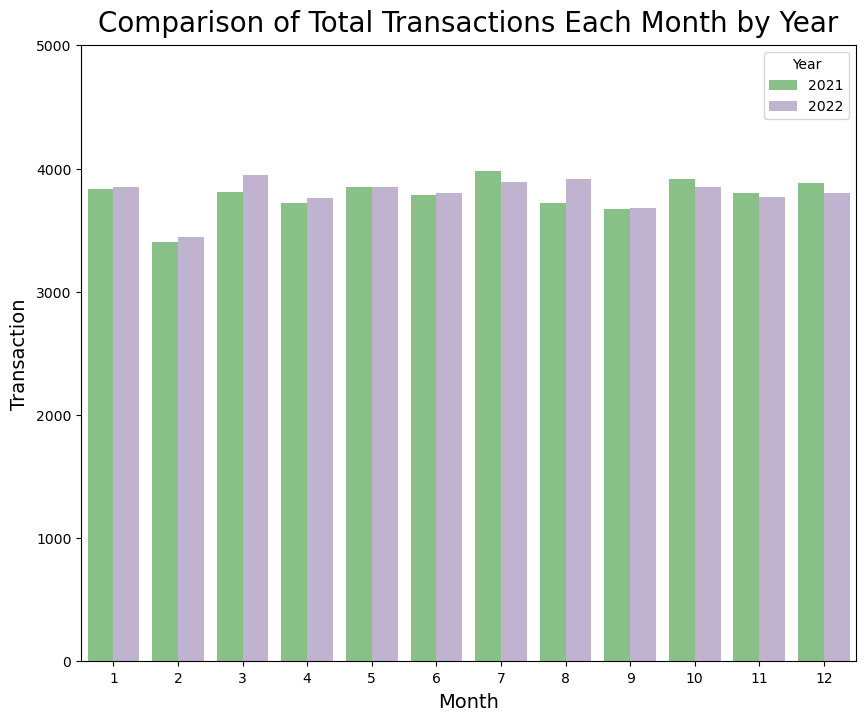 Comparison of Total Transactions Each Month by Year
Year
2021
2022
5000
4000
3000
2000
1000
0
Transaction
1 2 3 4 5 6 7 8 9 10 11 12
Month